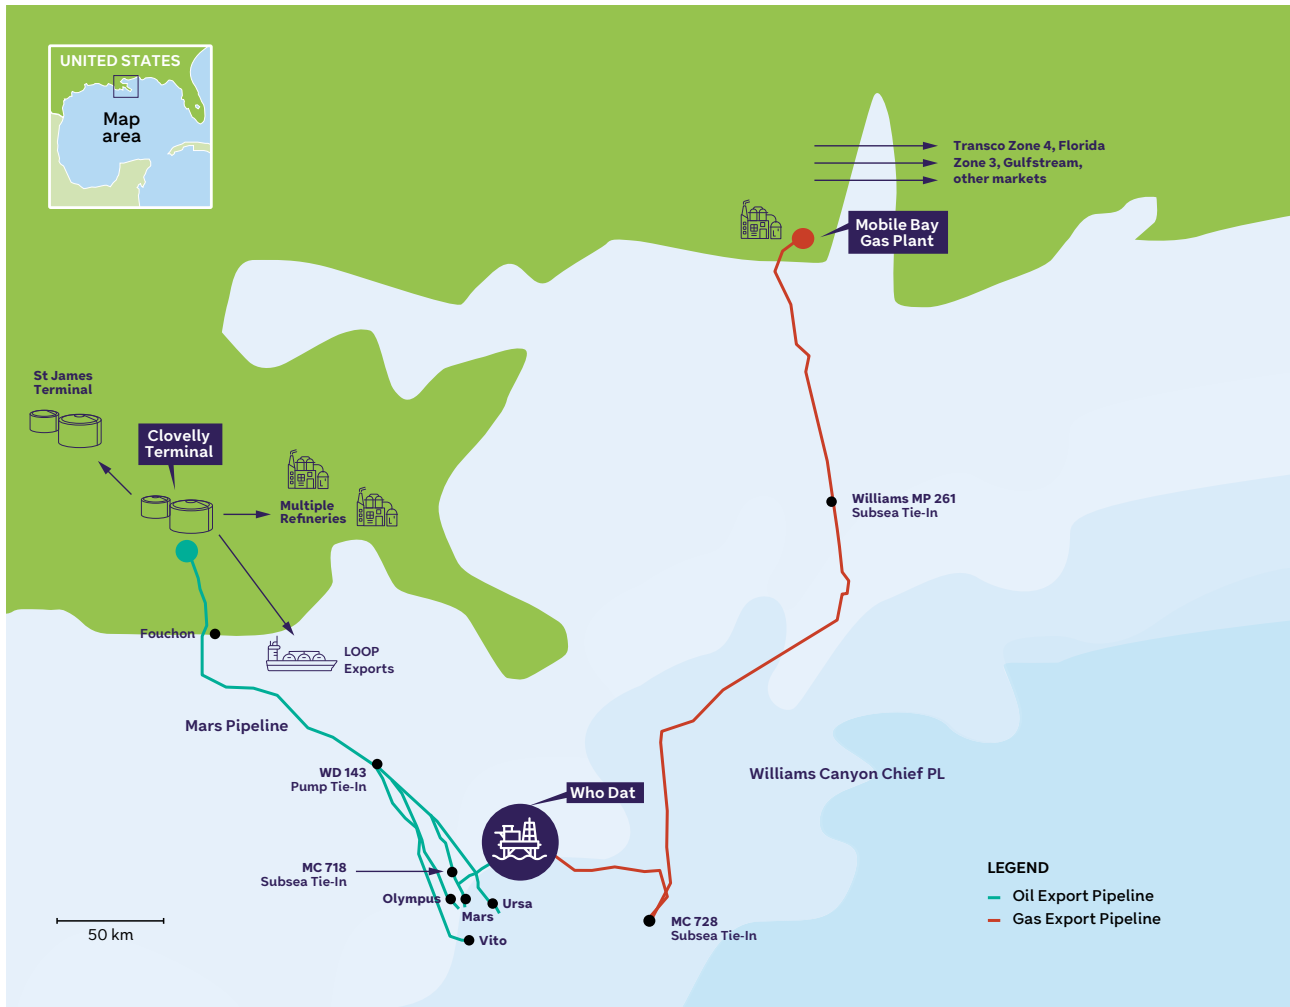 UNITED STATES
Map
area
Transco Zone 4, Florida
Zone 3, Gulfstream,
other markets
Mobile Bay
Gas Plant
St James
Terminal
Clovelly
Terminal
Multiple
Refineries
Williams MP 261
Subsea Tie-In
Fouchon
LOOP
Exports
Mars Pipeline
WD 143
Pump Tie-In
Williams Canyon Chief PL
Who Dat
MC 718
Subsea Tie-In
Olympus
Mars
Ursa
Vito
MC 728
Subsea Tie-In
LEGEND
Oil Export Pipeline
Gas Export Pipeline
50 km